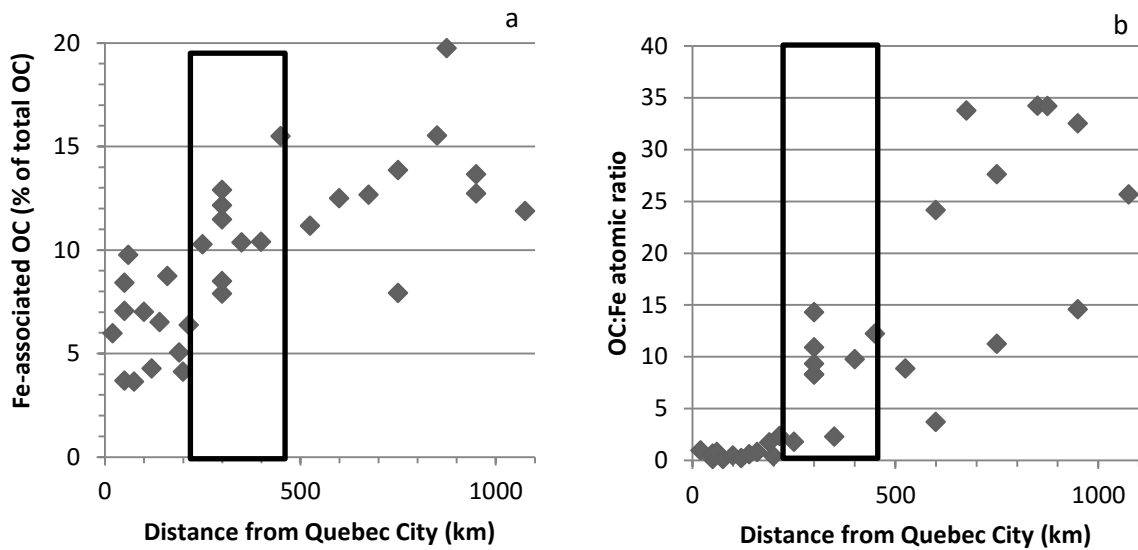 a
Fe-associated OC (% of total OC)
20
15
10
5
0
0 500 1000
Distance from Quebec City (km)
b
OC:Fe atomic ratio
40
35
30
25
20
15
10
5
0
0 500 1000
Distance from Quebec City (km)